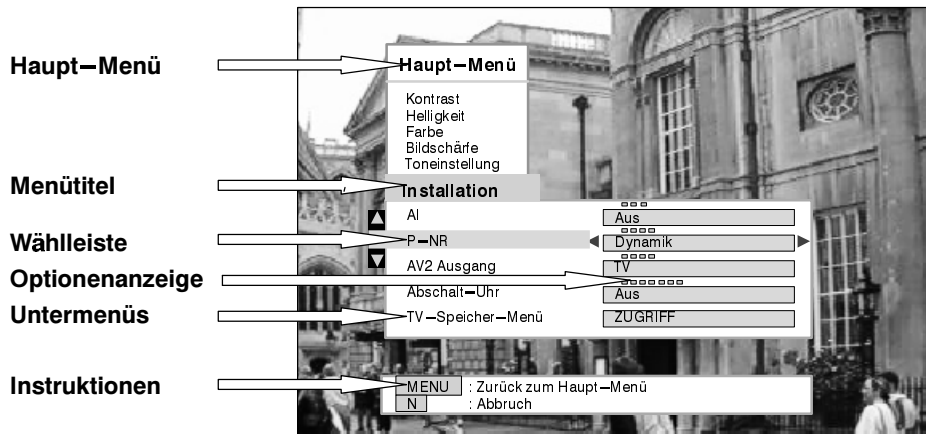 Haupt–Menü
Menütitel
Wählleiste
Optionenanzeige
Untermenüs
Instruktionen
Haupt–Menü
Kontrast
Helligkeit
Farbe
Bildschärfe
Toneinstellung
Installation
AI Aus
P–NR Dynamik
AV2 Ausgang TV
Abschalt–Uhr Aus
TV–Speicher–Menü ZUGRIFF
MENU : Zurück zum Haupt–Menü
N : Abbruch